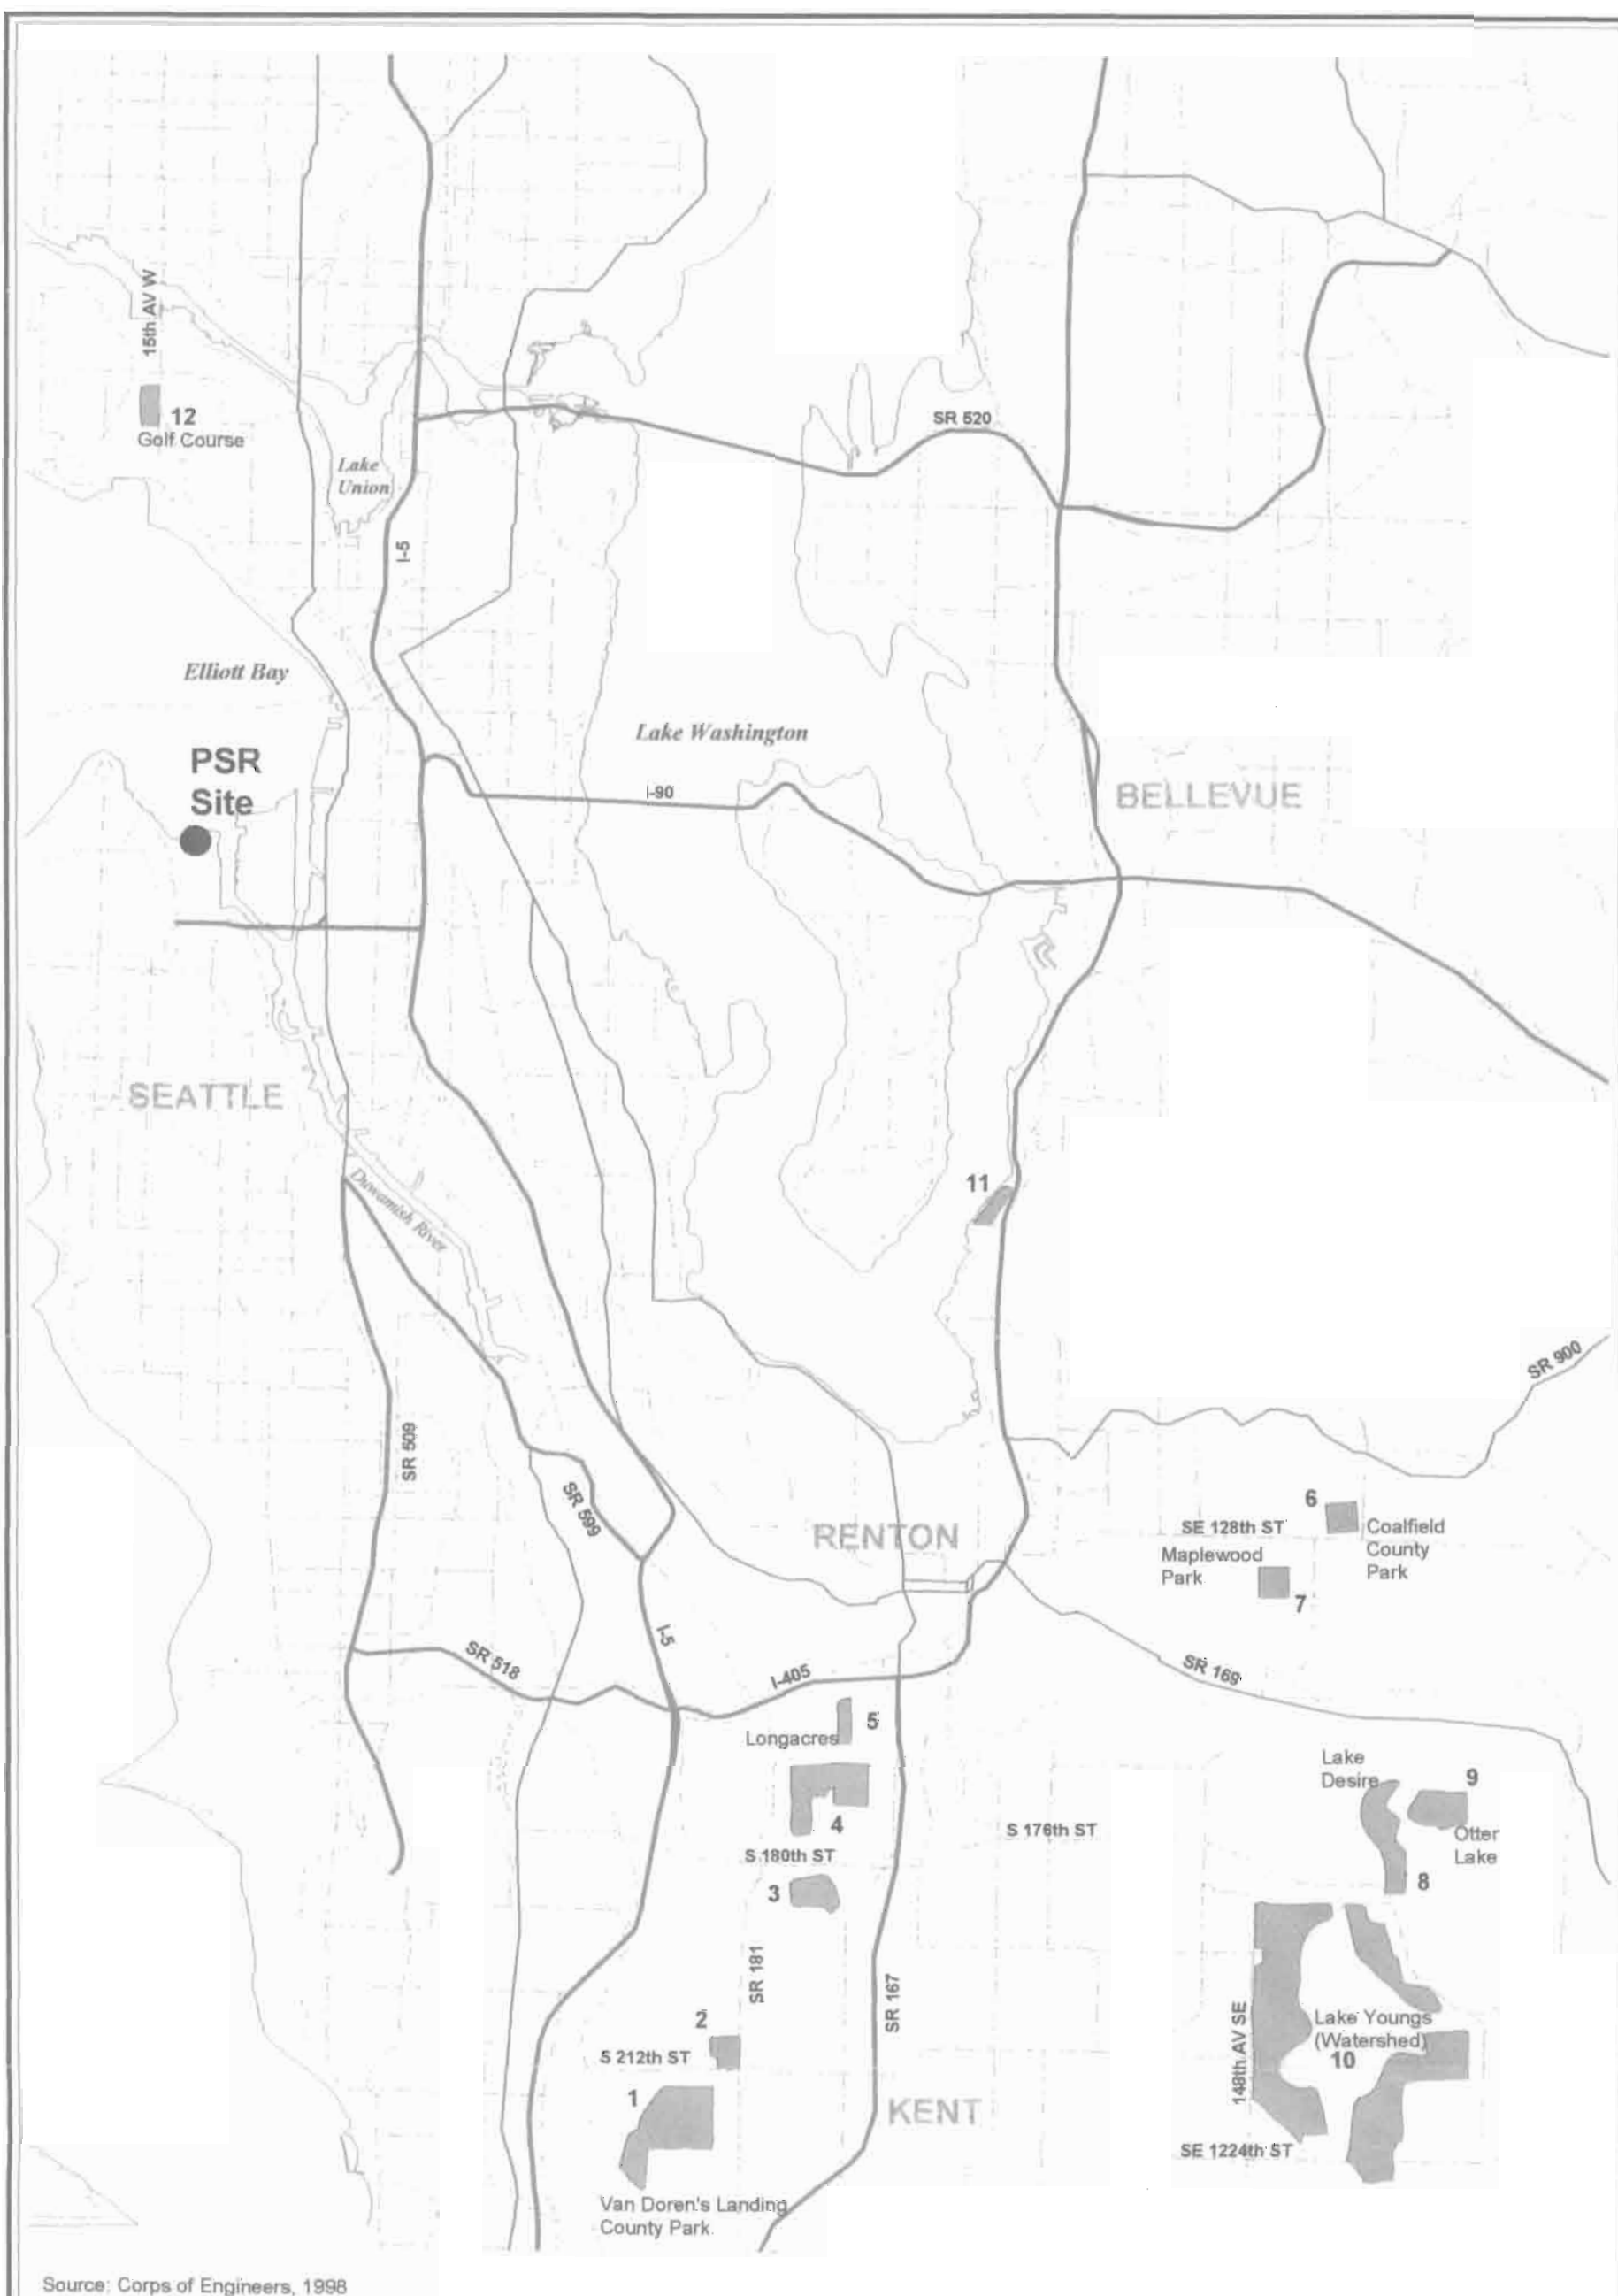 15th AV W
12
Golf Course
SR 520
Lake
Union
I-5
Elliott Bay
Lake Washington
PSR
Site
I-90
BELLEVUE
SEATTLE
Duwamish River
11
SR 900
SR 509
SR 599
6
SE 128th ST
Coalfield
County
Park
RENTON
Maplewood
Park
7
I-5
SR 518
I-405
SR 169
Longacres
5
Lake
Desire
9
4
S 176th ST
Otter
Lake
S 180th ST
3
8
SR 181
SR 167
148th AV SE
Lake Youngs
(Watershed)
10
2
S 212th ST
1
KENT
SE 1224th ST
Van Doren's Landing
County Park
Source: Corps of Engineers, 1998